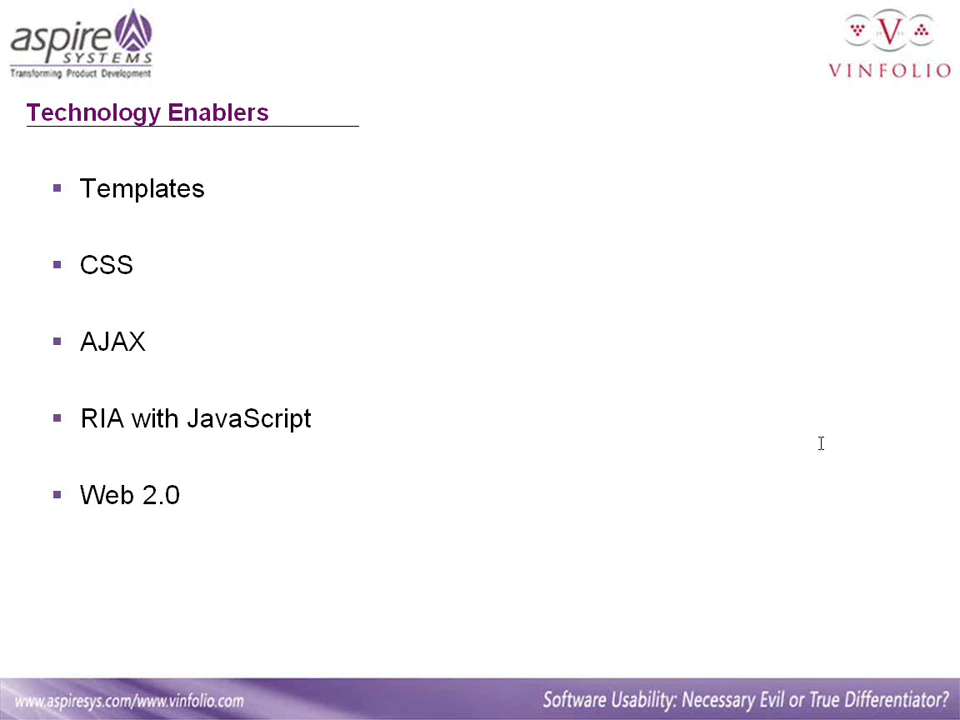 aspire
SYSTEMS
Transforming Product Development
V
VINFOLIO
Technology Enablers
Templates
CSS
AJAX
RIA with JavaScript
Web 2.0
www.aspiresys.com/www.vinfolio.com
Software Usability: Necessary Evil or True Differentiator?